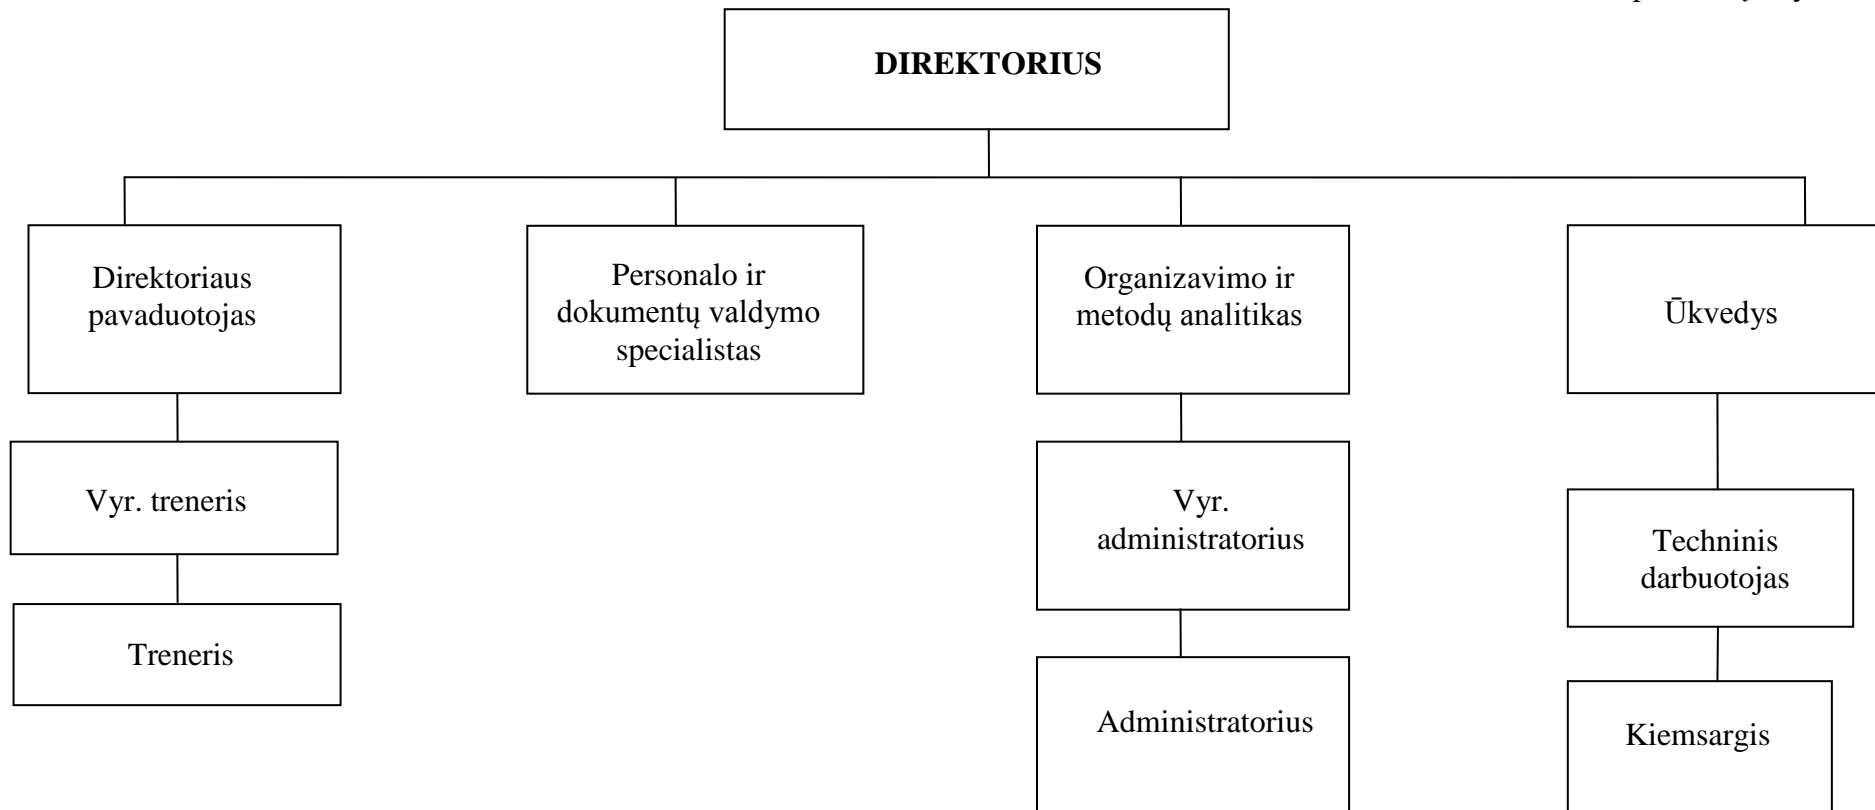 DIREKTORIUS
Direktoriaus
pavaduotojas
Personalo ir
dokumentų valdymo
specialistas
Organizavimo ir
metodų analitikas
Ūkvedys
Vyr. treneris
Vyr.
administratorius
Techninis
darbuotojas
Treneris
Administratorius
Kiemsargis